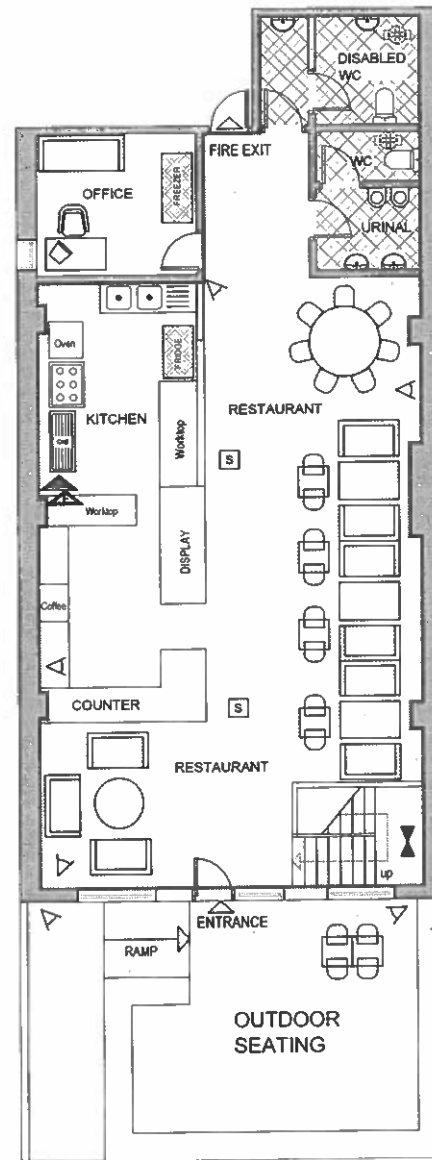 DISABLED
WC
FIRE EXIT
WC
OFFICE
FREEZER
URINAL
Oven
FRIDGE
KITCHEN
RESTAURANT
Worktop
S
Worktop
DISPLAY
Coffee
COUNTER
S
RESTAURANT
up
ENTRANCE
RAMP
OUTDOOR
SEATING